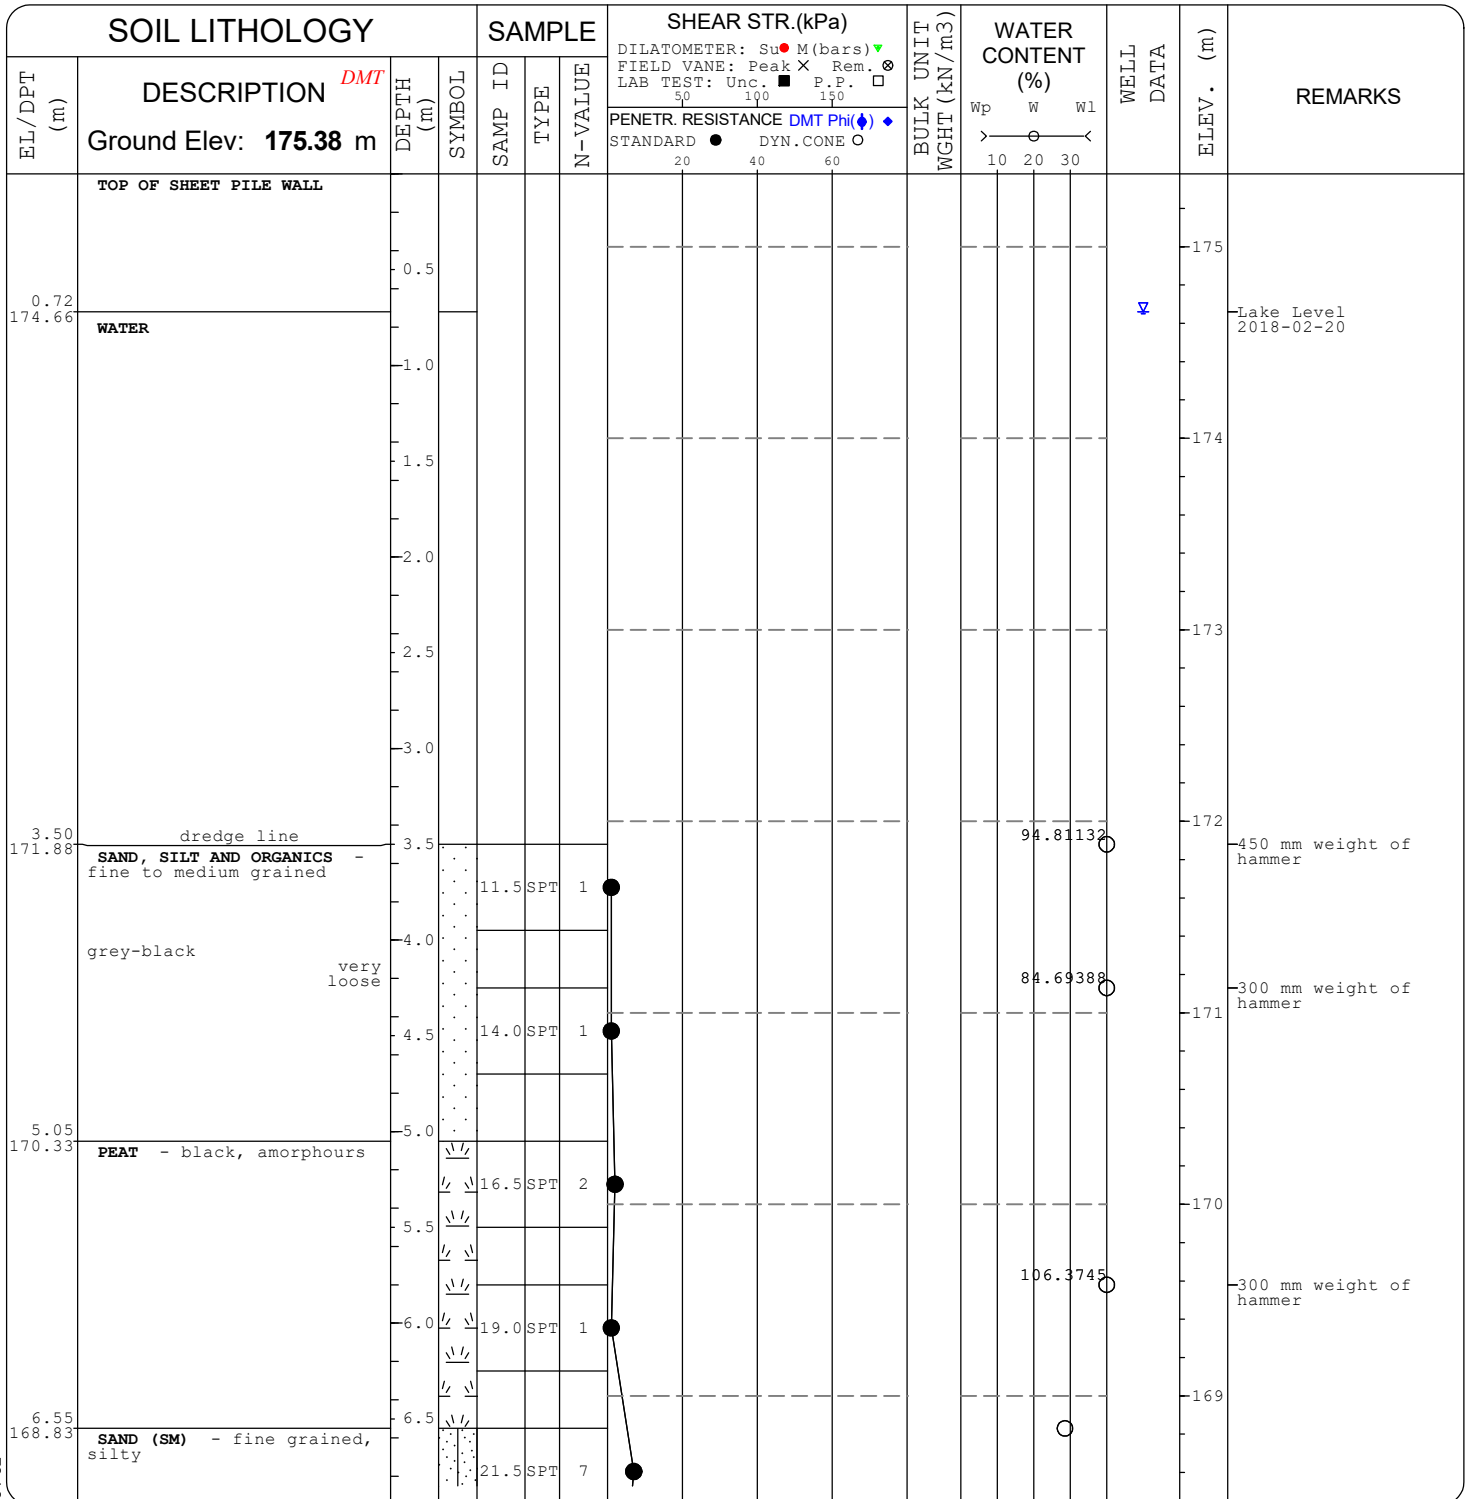 SOIL LITHOLOGY
SAMPLE
SHEAR STR.(kPa)
DILATOMETER: Su M(bars)
FIELD VANE: Peak Rem.
LAB TEST: Unc. P.P.
50 100 150
PENETR. RESISTANCE DMT Phi(ϕ)
STANDARD DYN.CONE
20 40 60
BULK UNIT
WGHT (kN/m3)
WATER
CONTENT
(%)
Wp W Wl
10 20 30
WELL
DATA
ELEV. (m)
REMARKS
EL/DPT
(m)
DESCRIPTION DMT
Ground Elev: 175.38 m
DEPTH
(m)
SYMBOL
SAMP ID
TYPE
N-VALUE
TOP OF SHEET PILE WALL
175
0.5
0.72
174.66
WATER
Lake Level
2018-02-20
1.0
174
1.5
2.0
173
2.5
3.0
172
3.50
171.88
dredge line
3.5
94.81132
450 mm weight of
hammer
SAND, SILT AND ORGANICS -
fine to medium grained
11.5 SPT 1
4.0
grey-black
very
loose
84.69388
300 mm weight of
hammer
171
4.5
14.0 SPT 1
5.0
5.05
170.33
PEAT - black, amorphours
16.5 SPT 2
170
5.5
106.3745
300 mm weight of
hammer
6.0
19.0 SPT 1
169
6.5
6.55
168.83
SAND (SM) - fine grained,
silty
21.5 SPT 7